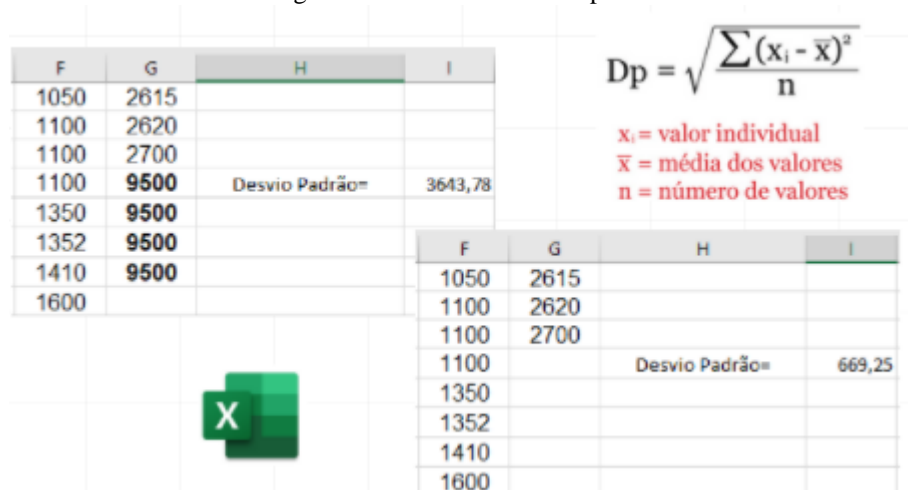 F G H I
1050 2615
1100 2620
1100 2700
1100 9500 Desvio Padrão= 3643,78
1350 9500
1352 9500
1410 9500
1600
Dp = √ ∑(xᵢ - x̅)² / n
xᵢ = valor individual
x̅ = média dos valores
n = número de valores
F G H I
1050 2615
1100 2620
1100 2700
1100 Desvio Padrão= 669,25
1350
1352
1410
1600
X